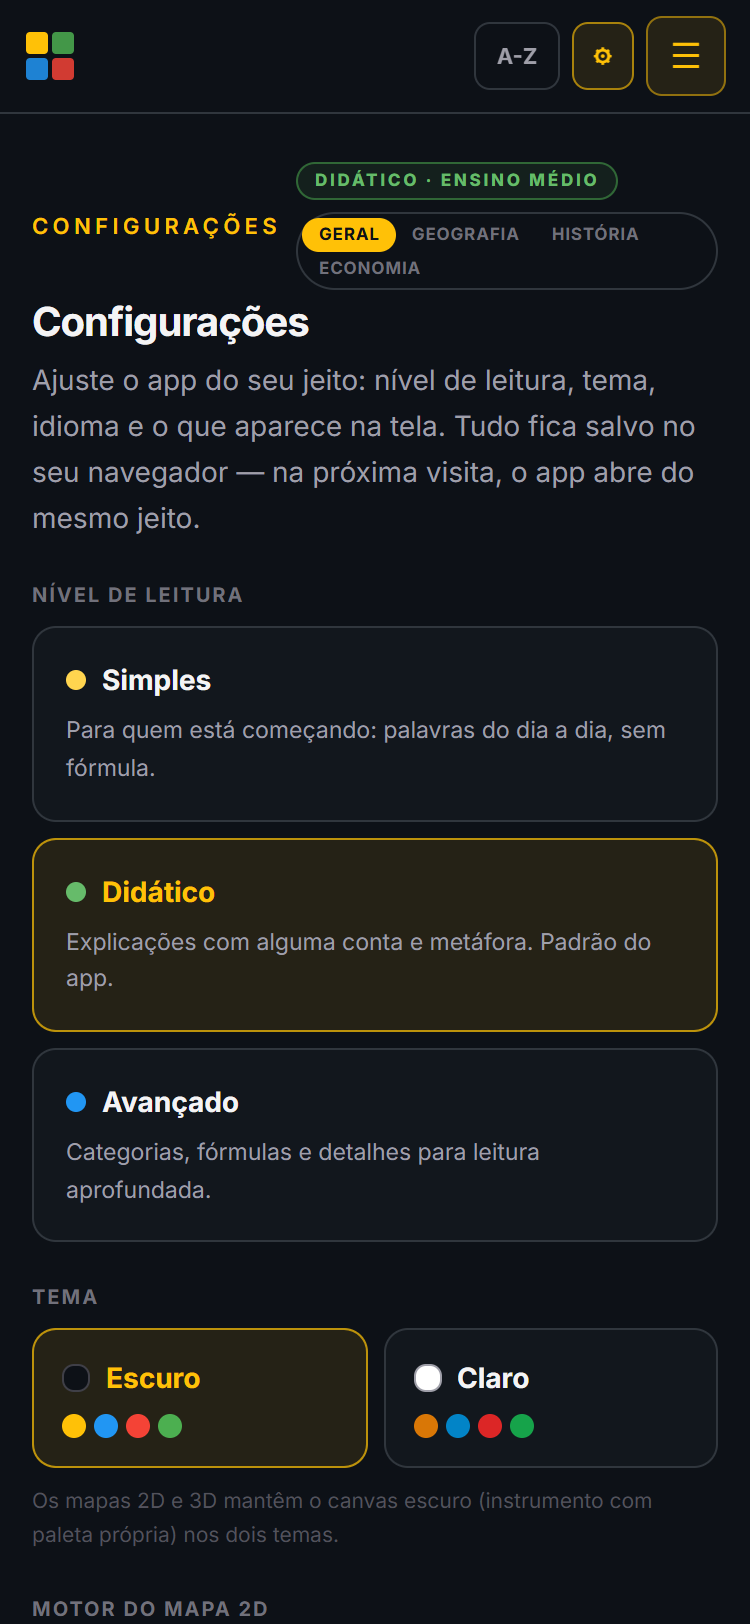 A-Z
CONFIGURAÇÕES
DIDÁTICO · ENSINO MÉDIO
GERAL GEOGRAFIA HISTÓRIA
ECONOMIA
Configurações
Ajuste o app do seu jeito: nível de leitura, tema,
idioma e o que aparece na tela. Tudo fica salvo no
seu navegador — na próxima visita, o app abre do
mesmo jeito.
NÍVEL DE LEITURA
Simples
Para quem está começando: palavras do dia a dia, sem
fórmula.
Didático
Explicações com alguma conta e metáfora. Padrão do
app.
Avançado
Categorias, fórmulas e detalhes para leitura
aprofundada.
TEMA
Escuro
Claro
Os mapas 2D e 3D mantêm o canvas escuro (instrumento com
paleta própria) nos dois temas.
MOTOR DO MAPA 2D